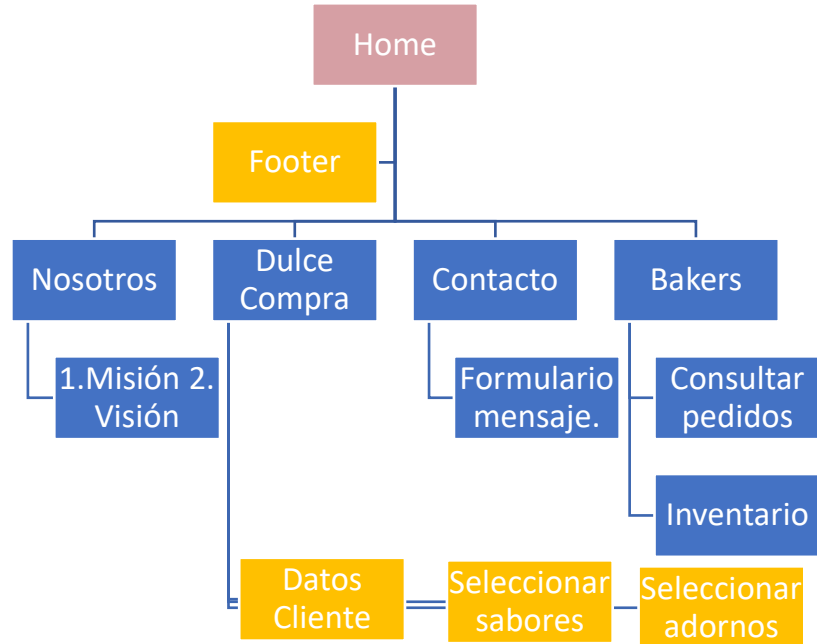 Home
Footer
Nosotros
Dulce
Compra
Contacto
Bakers
1.Misión 2.
Visión
Formulario
mensaje.
Consultar
pedidos
Inventario
Datos
Cliente
Seleccionar
sabores
Seleccionar
adornos